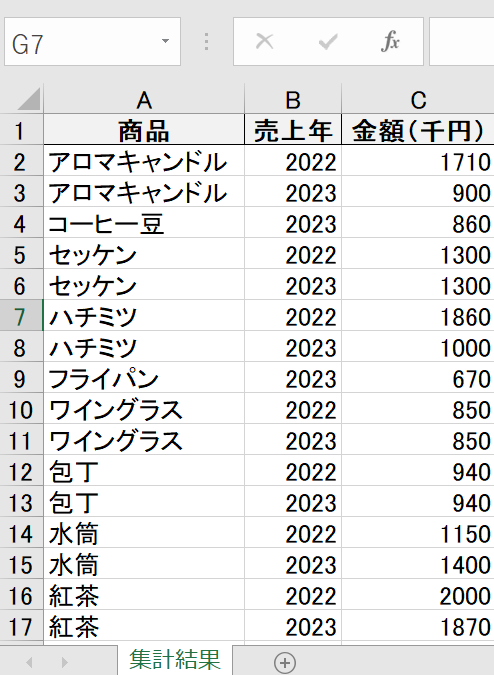 G7 fx
A B C
1 商品 売上年 金額(千円)
2 アロマキャンドル 2022 1710
3 アロマキャンドル 2023 900
4 コーヒー豆 2023 860
5 セッケン 2022 1300
6 セッケン 2023 1300
7 ハチミツ 2022 1860
8 ハチミツ 2023 1000
9 フライパン 2023 670
10 ワイングラス 2022 850
11 ワイングラス 2023 850
12 包丁 2022 940
13 包丁 2023 940
14 水筒 2022 1150
15 水筒 2023 1400
16 紅茶 2022 2000
17 紅茶 2023 1870
集計結果